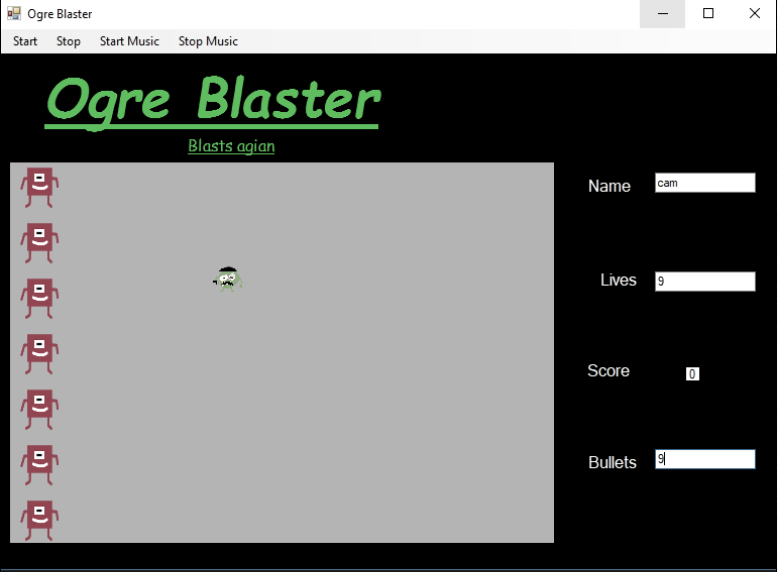 Ogre Blaster
Start Stop Start Music Stop Music
Ogre Blaster
Blasts agian
Name cam
Lives 9
Score 0
Bullets 9